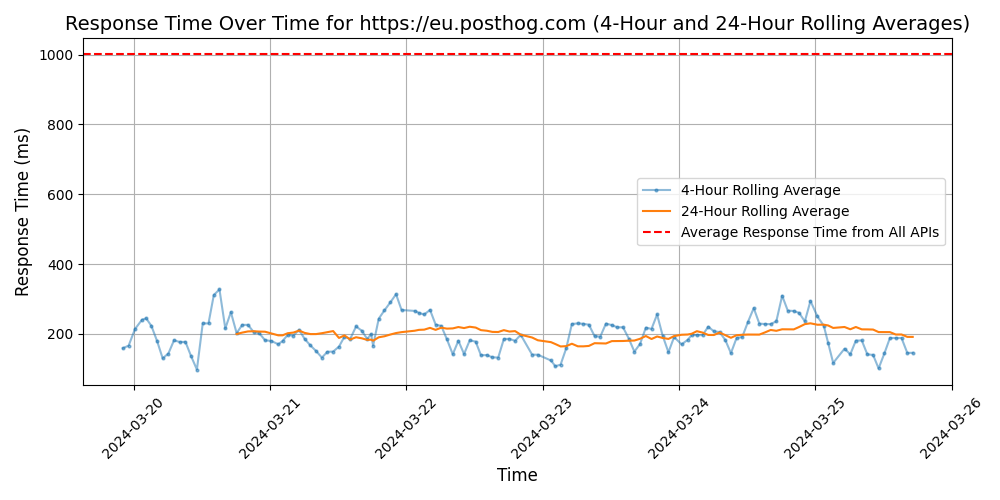 Response Time Over Time for https://eu.posthog.com (4-Hour and 24-Hour Rolling Averages)
Response Time (ms)
1000
800
600
400
200
4-Hour Rolling Average
24-Hour Rolling Average
Average Response Time from All APIs
2024-03-20
2024-03-21
2024-03-22
2024-03-23
2024-03-24
2024-03-25
2024-03-26
Time